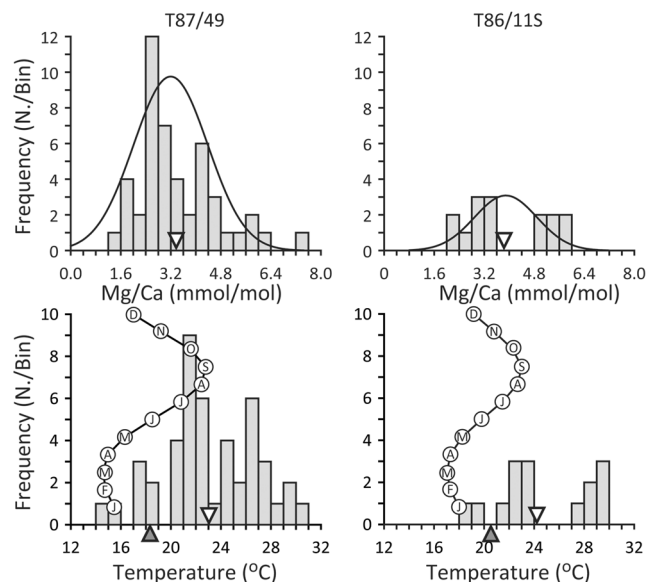 T87/49 T86/11S
12 12
10 10
8 8
6 6
4 4
2 2
0 0
Frequency (N./Bin)
0.0 1.6 3.2 4.8 6.4 8.0 0 1.6 3.2 4.8 6.4 8.0
Mg/Ca (mmol/mol) Mg/Ca (mmol/mol)
10 D 10 D
N N
8 O 8 O
S S
A A
6 J 6 J
J J
4 M 4 M
A A
2 M 2 M
F F
J J
0 0
Frequency (N./Bin)
12 16 20 24 28 32 12 16 20 24 28 32
Temperature (°C) Temperature (°C)